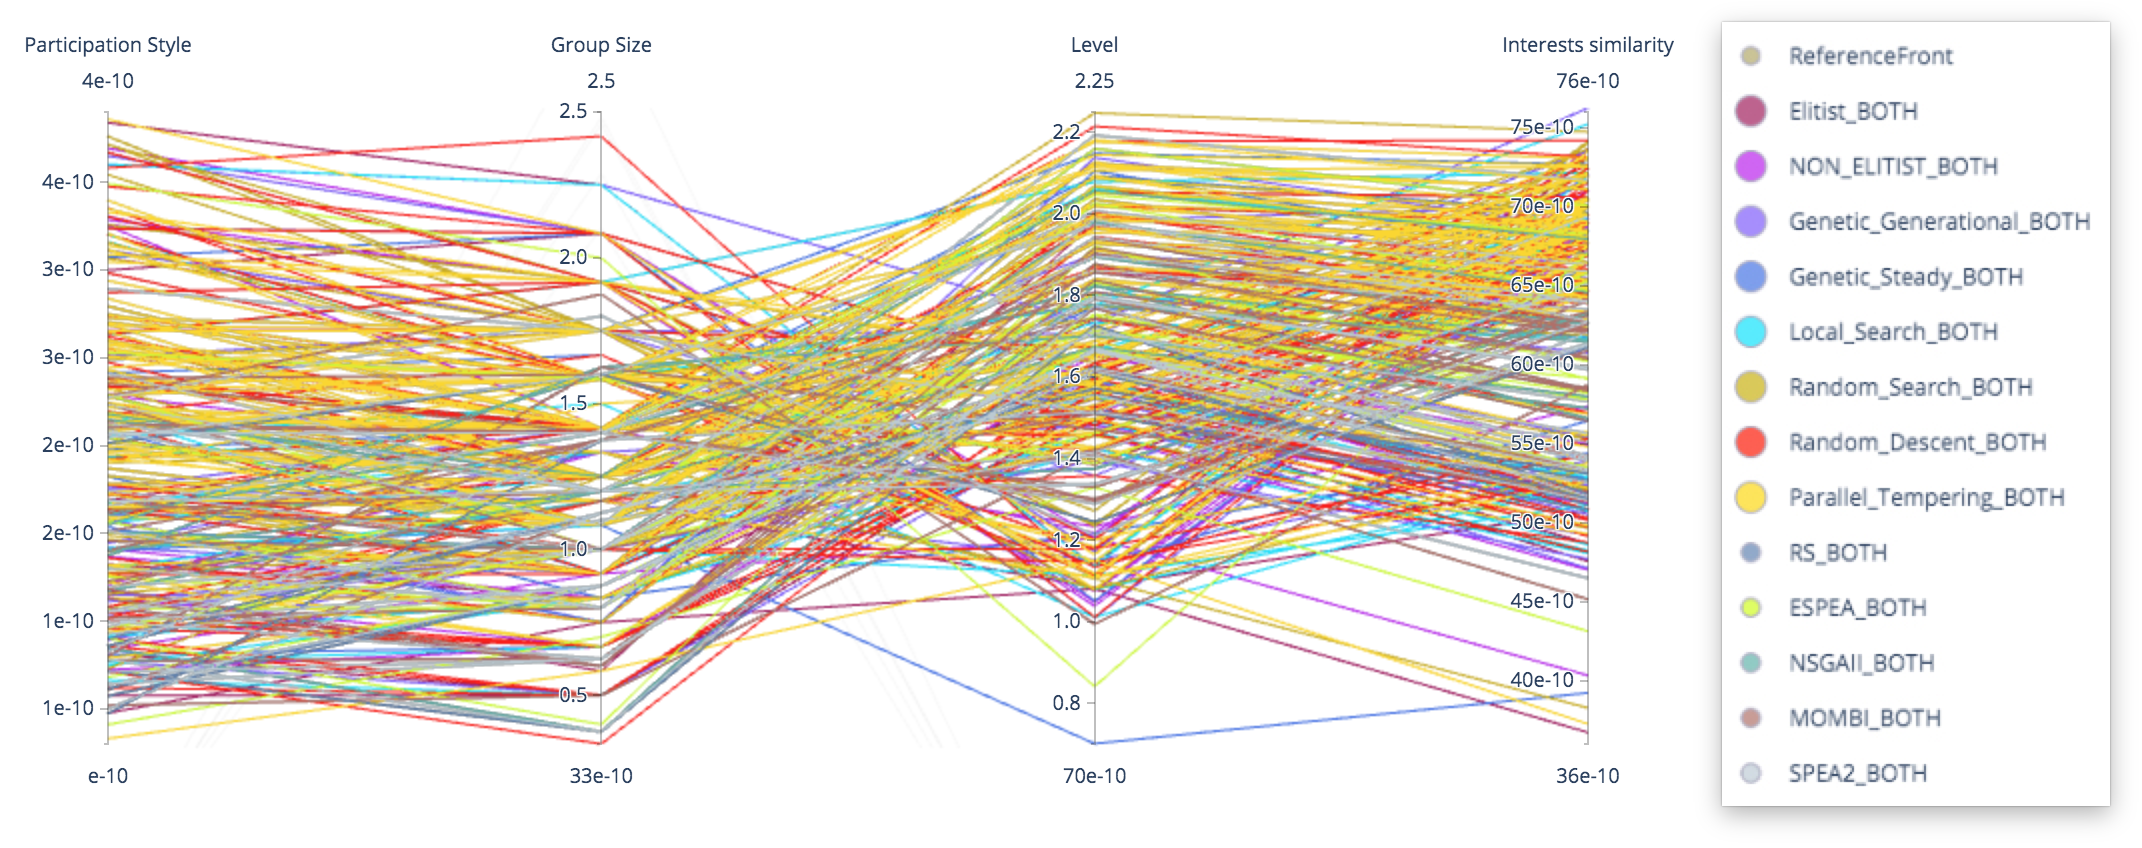 Participation Style
Group Size
Level
Interests similarity
4e-10
2.5
2.25
76e-10
2.5
2.2
75e-10
4e-10
2.0
2.0
70e-10
3e-10
1.8
65e-10
3e-10
1.5
1.6
60e-10
2e-10
1.4
55e-10
2e-10
1.0
1.2
50e-10
1e-10
1.0
45e-10
1e-10
0.5
0.8
40e-10
e-10
33e-10
70e-10
36e-10
ReferenceFront
Elitist_BOTH
NON_ELITIST_BOTH
Genetic_Generational_BOTH
Genetic_Steady_BOTH
Local_Search_BOTH
Random_Search_BOTH
Random_Descent_BOTH
Parallel_Tempering_BOTH
RS_BOTH
ESPEA_BOTH
NSGAII_BOTH
MOMBI_BOTH
SPEA2_BOTH